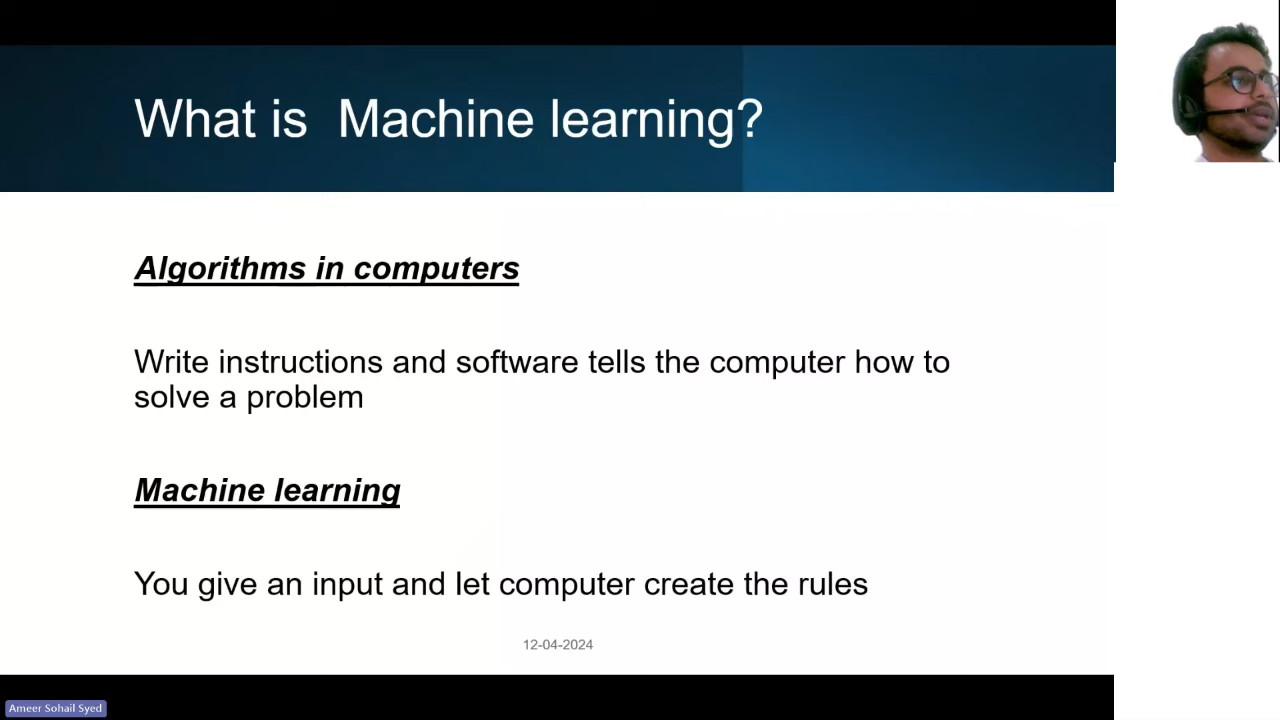 What is  Machine learning?
Algorithms in computers
Write instructions and software tells the computer how to
solve a problem
Machine learning
You give an input and let computer create the rules
12-04-2024
Ameer Sohail Syed